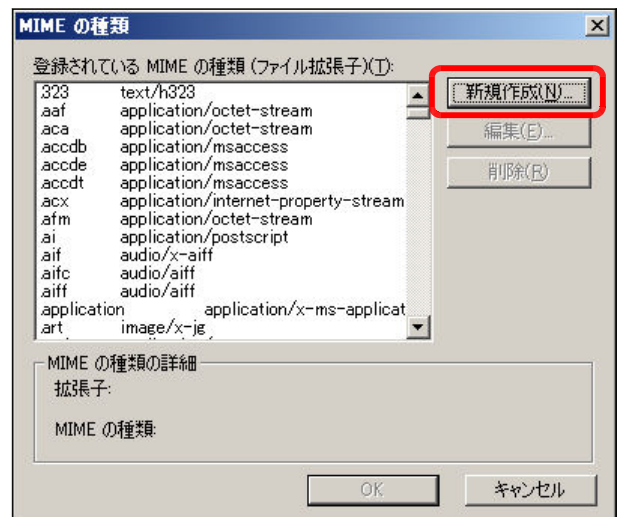 MIME の種類
登録されている MIME の種類 (ファイル拡張子)(T):
.323 text/h323
.aaf application/octet-stream
.aca application/octet-stream
.accdb application/msaccess
.accde application/msaccess
.accdt application/msaccess
.acx application/internet-property-stream
.afm application/octet-stream
.ai application/postscript
.aif audio/x-aiff
.aifc audio/aiff
.aiff audio/aiff
.application application/x-ms-applicat
.art image/x-jg
新規作成(N)...
編集(E)...
削除(R)
MIME の種類の詳細
拡張子:
MIME の種類:
OK
キャンセル